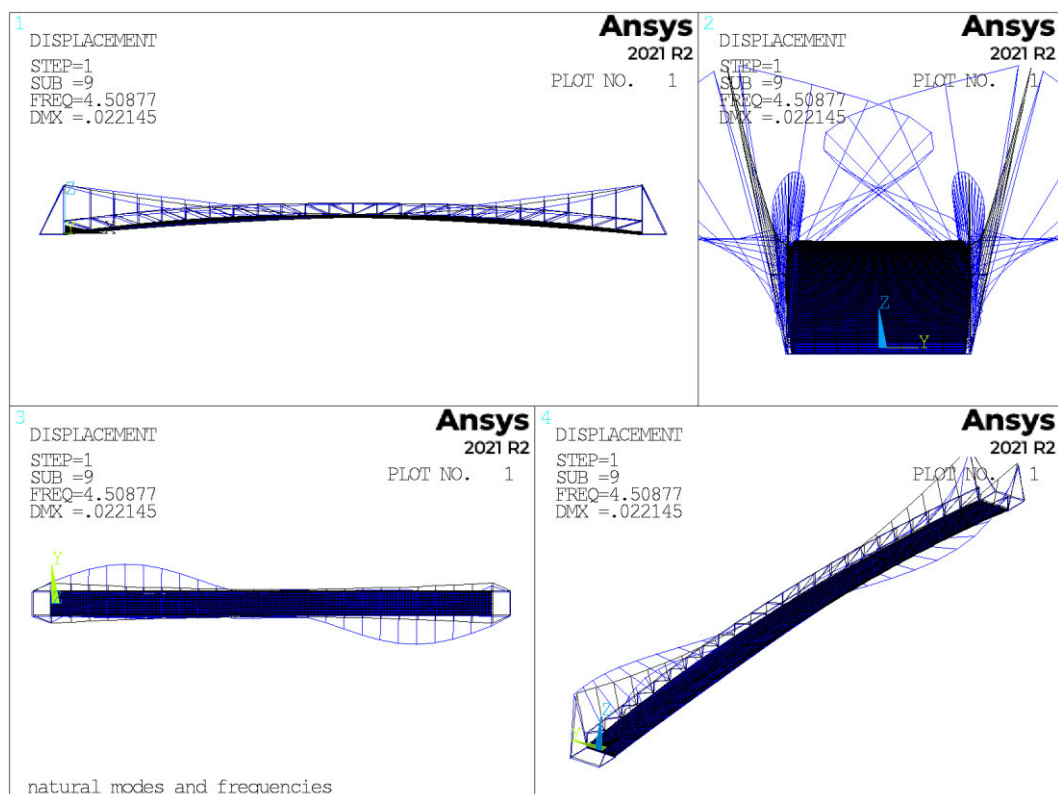 1
DISPLACEMENT
STEP=1
SUB =9
FREQ=4.50877
DMX =.022145
Ansys
2021 R2
PLOT NO. 1
Z
X
2
DISPLACEMENT
STEP=1
SUB =9
FREQ=4.50877
DMX =.022145
Ansys
2021 R2
PLOT NO. 1
Z
Y
3
DISPLACEMENT
STEP=1
SUB =9
FREQ=4.50877
DMX =.022145
Ansys
2021 R2
PLOT NO. 1
Y
natural modes and frequencies
4
DISPLACEMENT
STEP=1
SUB =9
FREQ=4.50877
DMX =.022145
Ansys
2021 R2
PLOT NO. 1
Z
Y